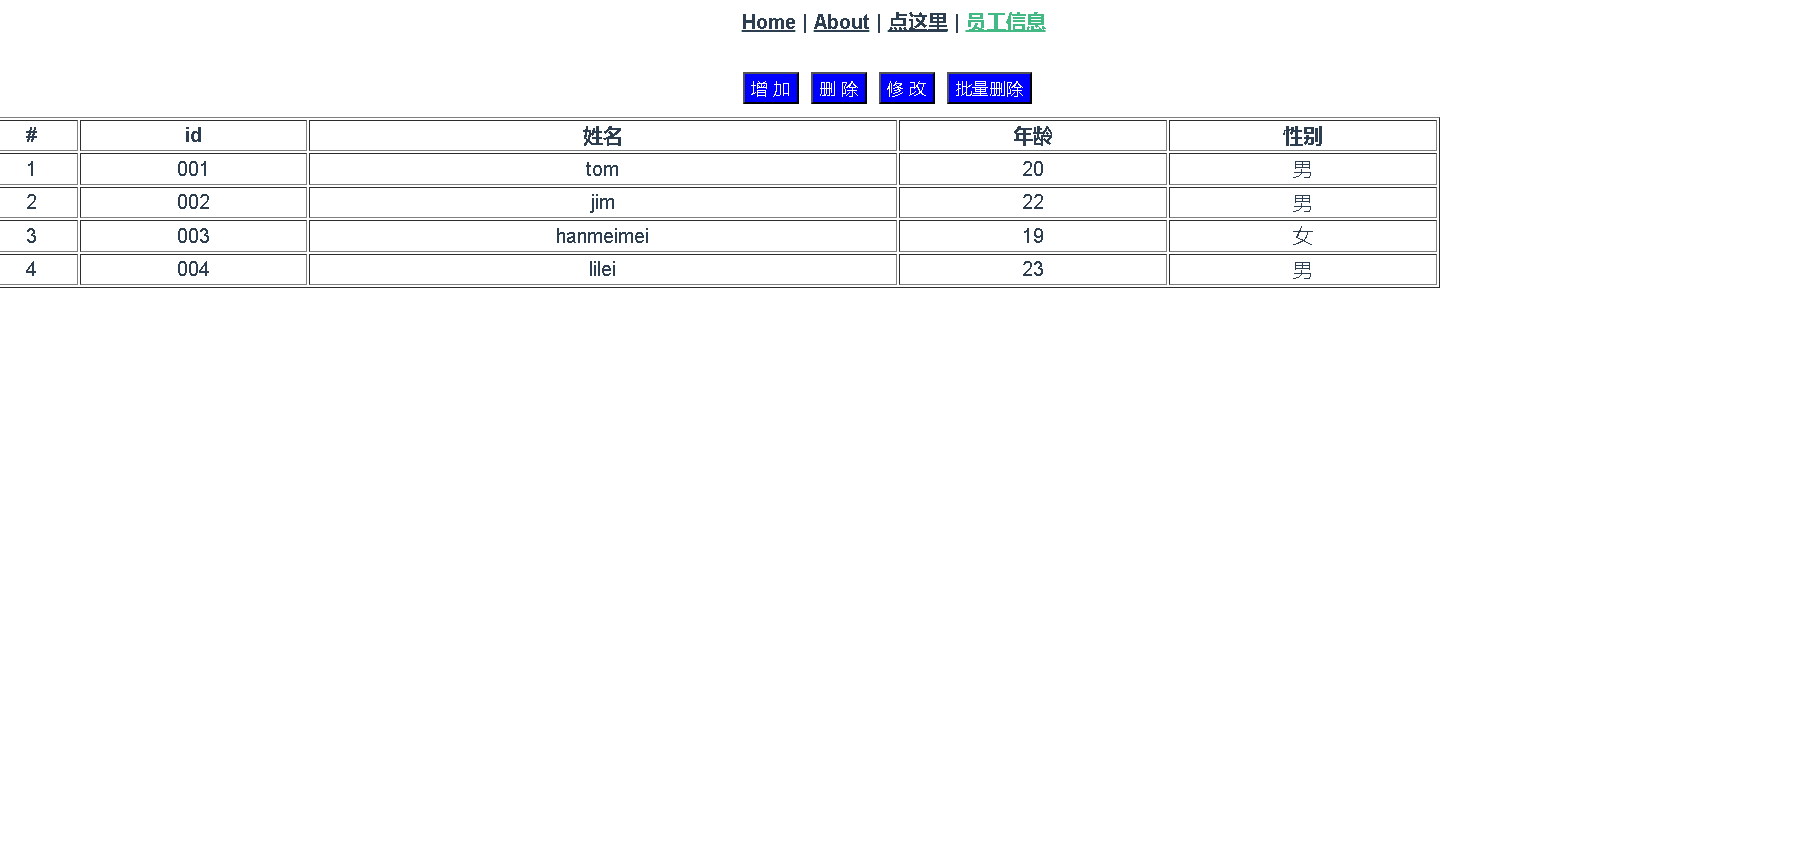 Home | About | 点这里 | 员工信息
增 加 删 除 修 改 批量删除
# id 姓名 年龄 性别
1 001 tom 20 男
2 002 jim 22 男
3 003 hanmeimei 19 女
4 004 lilei 23 男